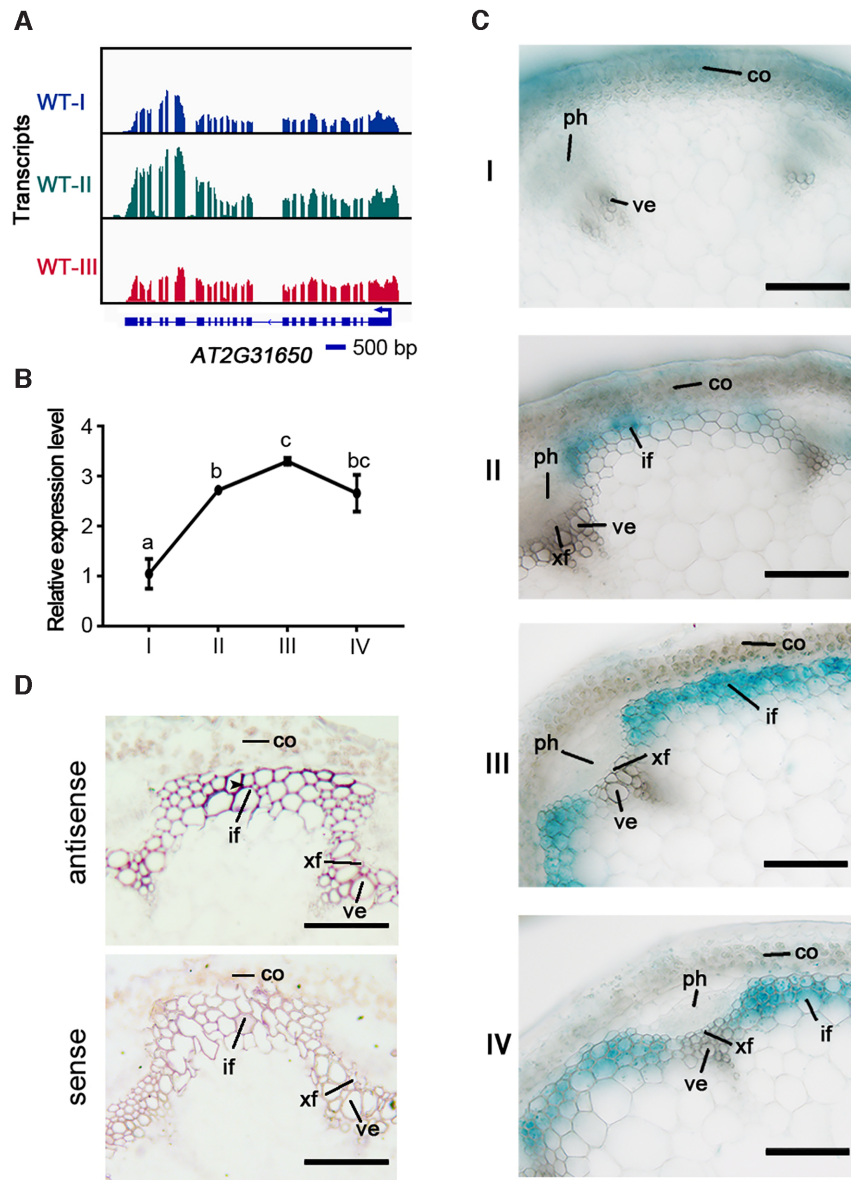 A
Transcripts
WT-I
WT-II
WT-III
AT2G31650
500 bp
B
Relative expression level
4
3
2
1
0
a
b
c
bc
I
II
III
IV
C
I
co
ph
ve
II
co
if
ph
ve
xf
III
co
if
ph
xf
ve
IV
co
ph
if
xf
ve
D
antisense
co
if
xf
ve
sense
co
if
xf
ve